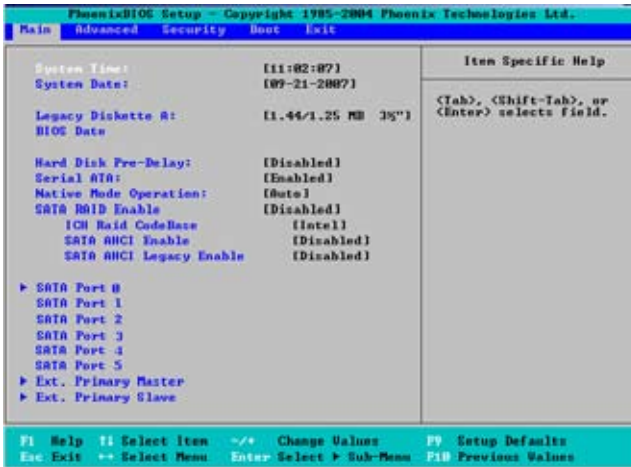 PhoenixBIOS Setup - Copyright 1985-2004 Phoenix Technologies Ltd.
Main Advanced Security Boot Exit
System Time: [11:02:07]
System Date: [09-21-2007]
Legacy Diskette A: [1.44/1.25 MB 3½"]
BIOS Date
Hard Disk Pre-Delay: [Disabled]
Serial ATA: [Enabled]
Native Mode Operation: [Auto]
SATA RAID Enable [Disabled]
ICH Raid CodeBase [Intel]
SATA AHCI Enable [Disabled]
SATA AHCI Legacy Enable [Disabled]
▶ SATA Port 0
SATA Port 1
SATA Port 2
SATA Port 3
SATA Port 4
SATA Port 5
▶ Ext. Primary Master
▶ Ext. Primary Slave
Item Specific Help
<Tab>, <Shift-Tab>, or
<Enter> selects field.
F1 Help ↑↓ Select Item -/+ Change Values F9 Setup Defaults
Esc Exit ↔ Select Menu Enter Select ▶ Sub-Menu F10 Previous Values